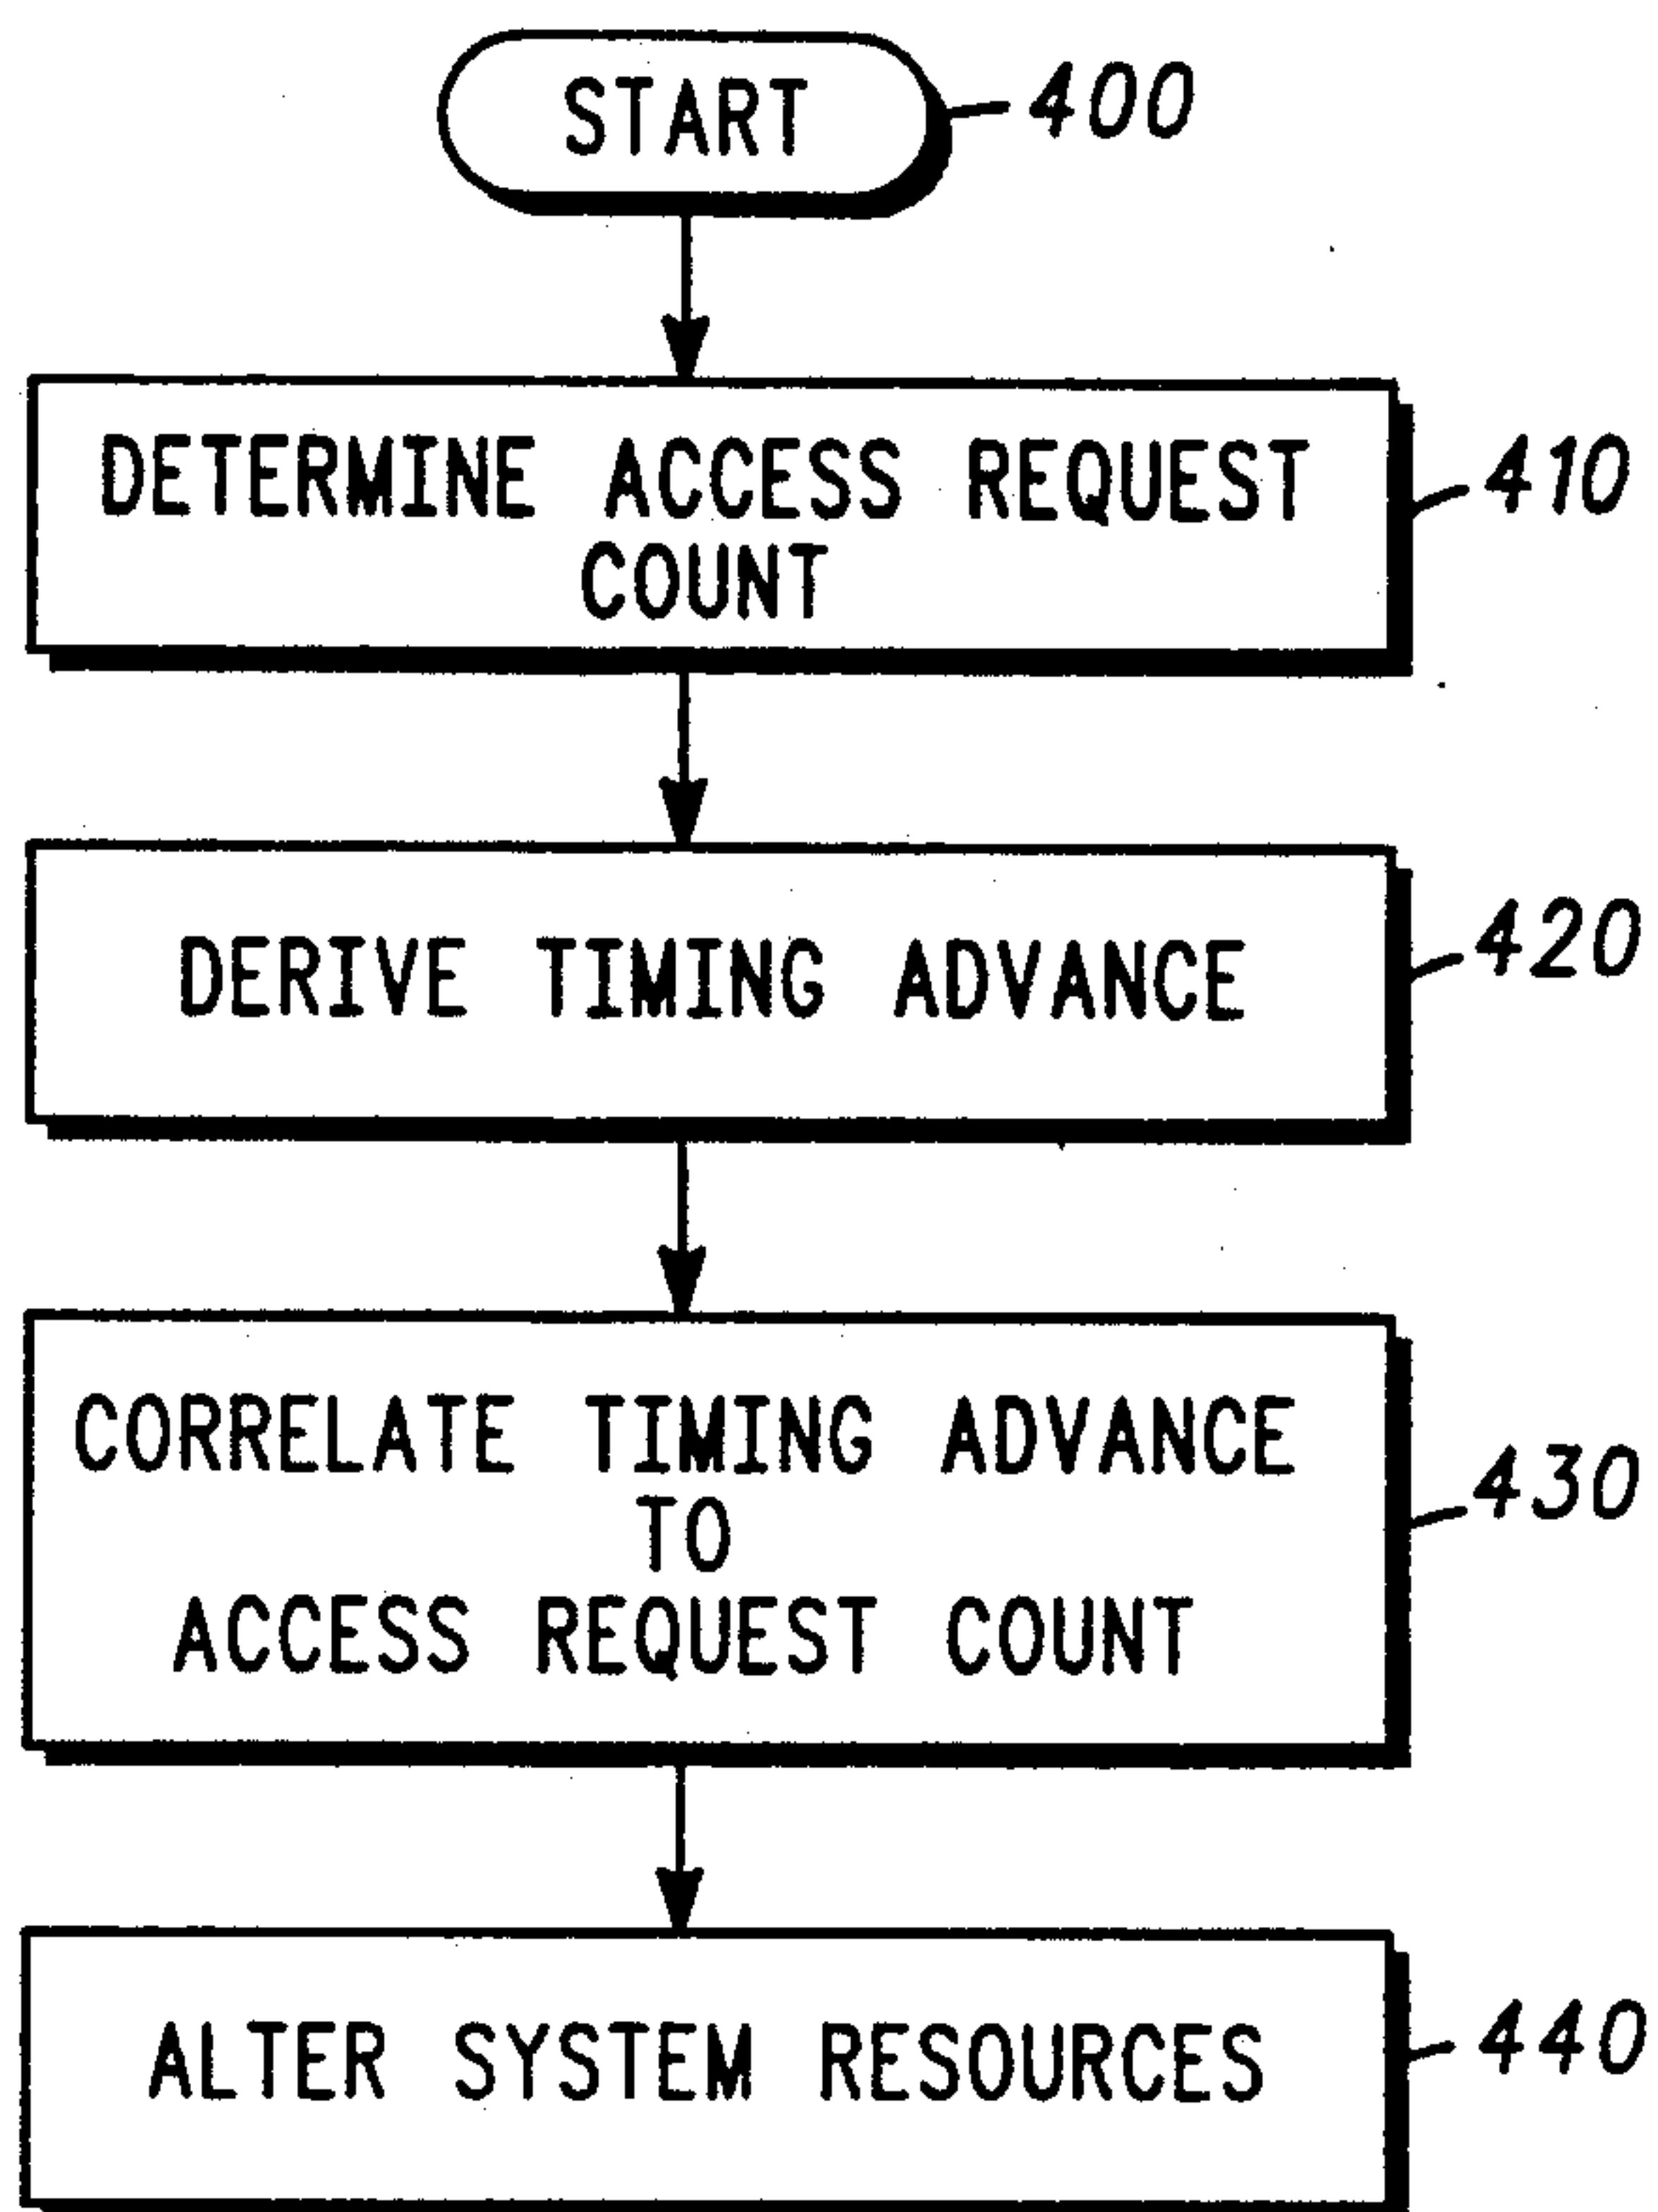 START
400
DETERMINE ACCESS REQUEST
COUNT
410
DERIVE TIMING ADVANCE
420
CORRELATE TIMING ADVANCE
TO
ACCESS REQUEST COUNT
430
ALTER SYSTEM RESOURCES
440